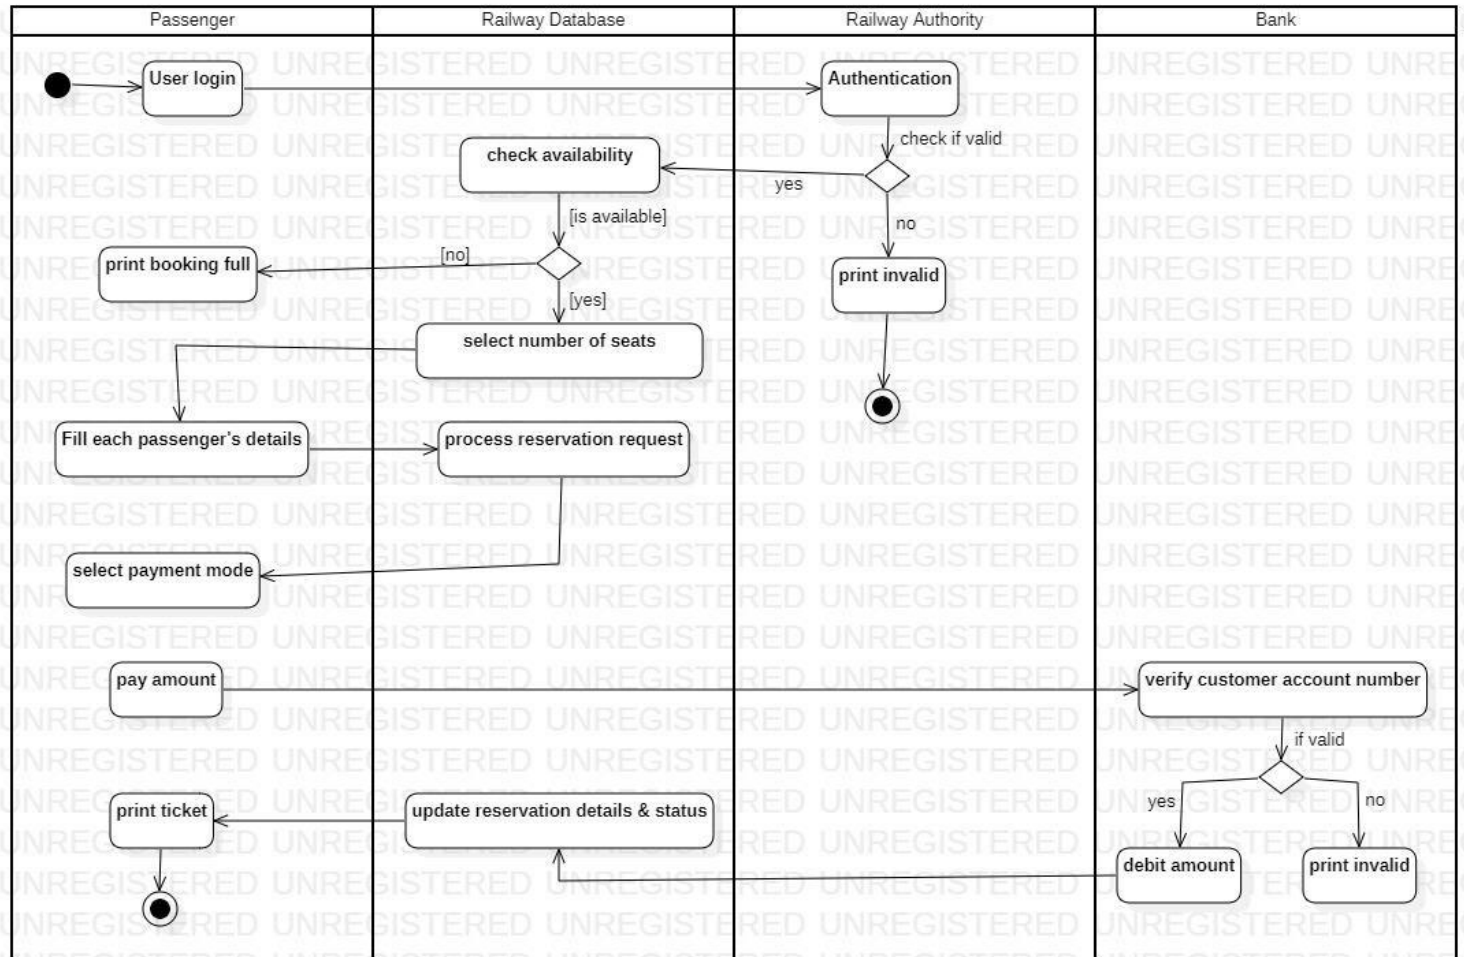 Passenger
Railway Database
Railway Authority
Bank
User login
Authentication
check if valid
check availability
yes
[is available]
no
print booking full
[no]
print invalid
[yes]
select number of seats
Fill each passenger's details
process reservation request
select payment mode
pay amount
verify customer account number
if valid
yes
no
print ticket
update reservation details & status
debit amount
print invalid
UNREGISTERED